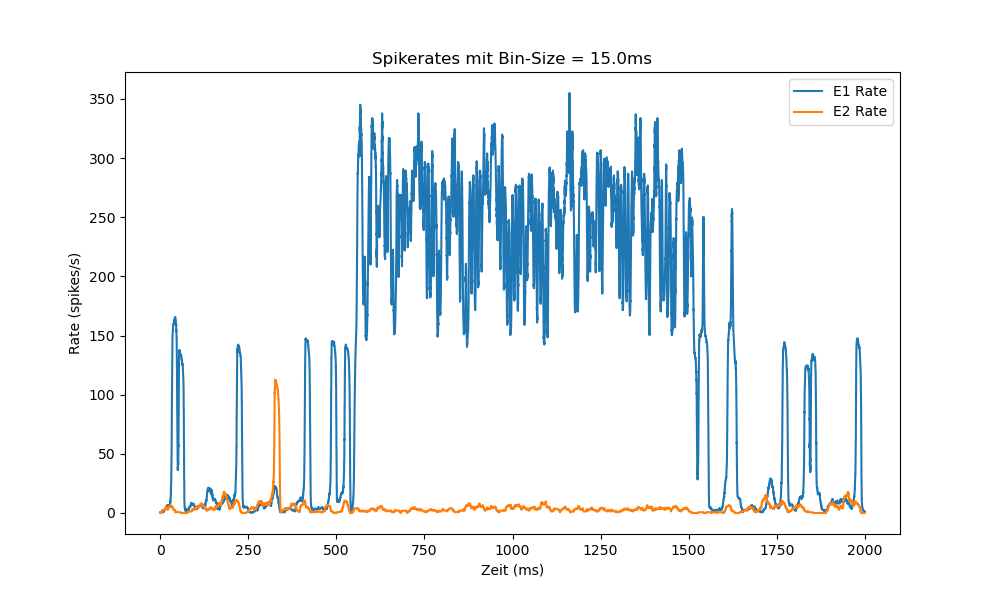 Spikerates mit Bin-Size = 15.0ms
E1 Rate
E2 Rate
Rate (spikes/s)
350
300
250
200
150
100
50
0
0 250 500 750 1000 1250 1500 1750 2000
Zeit (ms)